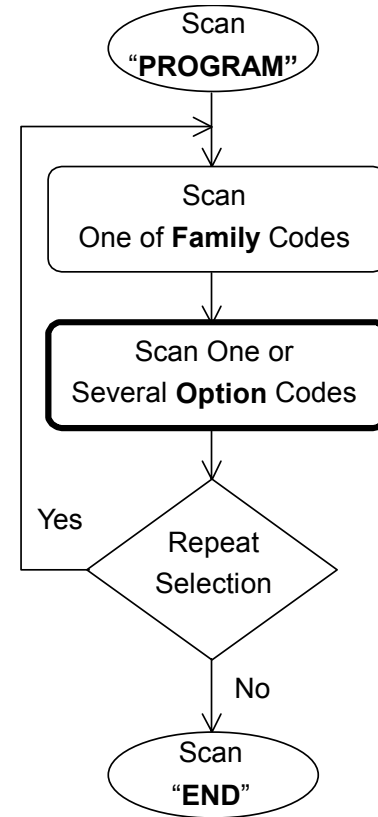 Scan
“PROGRAM”
Scan
One of Family Codes
Scan One or
Several Option Codes
Yes
Repeat
Selection
No
Scan
“END”